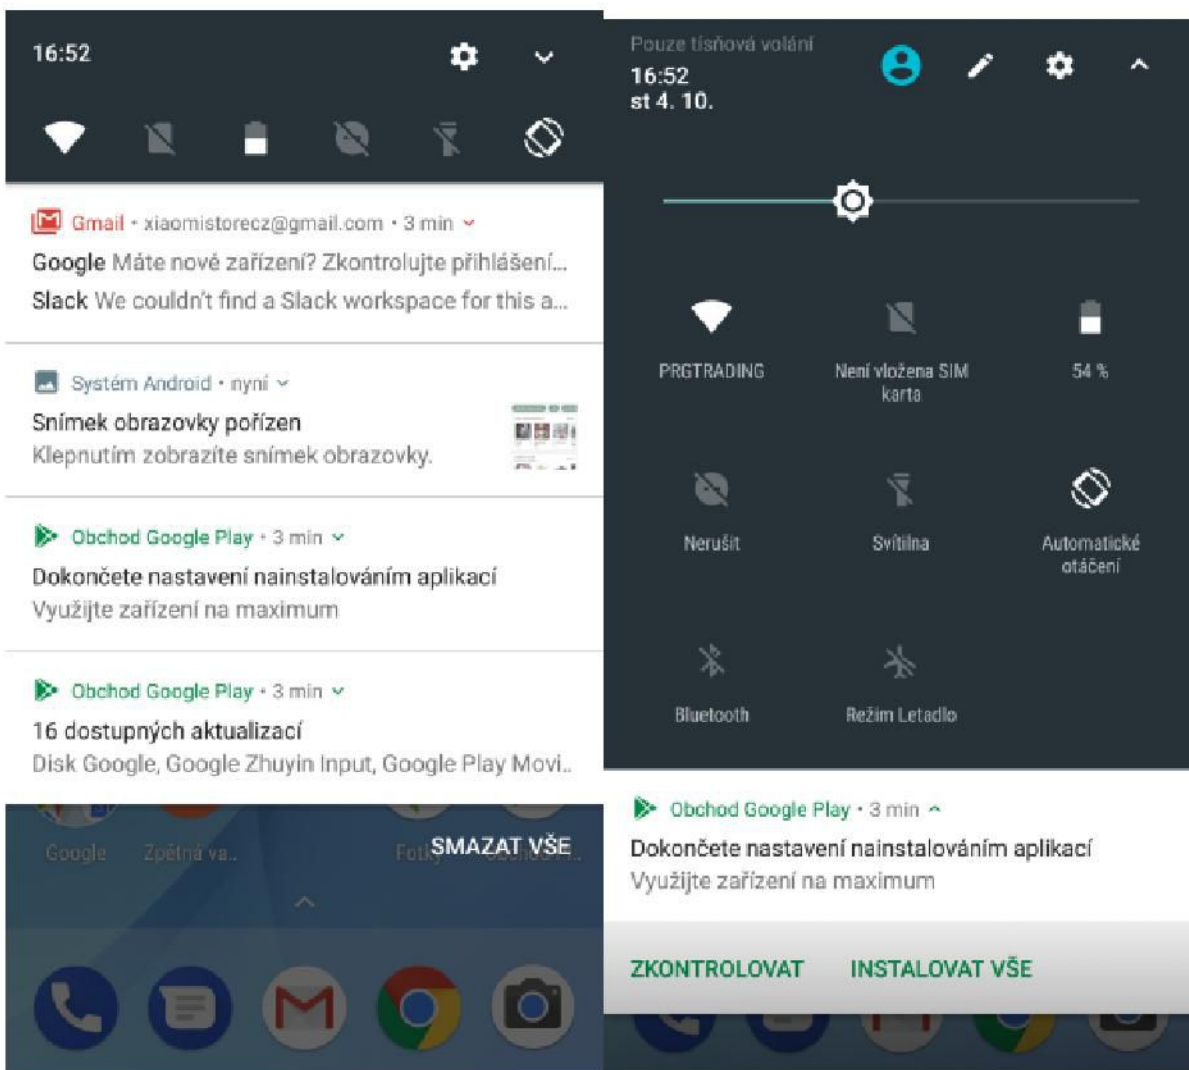 16:52
Gmail • xiaomistorecz@gmail.com • 3 min
Google Máte nové zařízení? Zkontrolujte přihlášení...
Slack We couldn't find a Slack workspace for this a...
Systém Android • nyní
Snímek obrazovky pořízen
Klepnutím zobrazíte snímek obrazovky.
Obchod Google Play • 3 min
Dokončete nastavení nainstalováním aplikací
Využijte zařízení na maximum
Obchod Google Play • 3 min
16 dostupných aktualizací
Disk Google, Google Zhuyin Input, Google Play Movi..
Google Zpětná va.. Fotky
SMAZAT VŠE
Pouze tísňová volání
16:52
st 4. 10.
PRGTRADING
Není vložena SIM
karta
54 %
Nerušit
Svítilna
Automatické
otáčení
Bluetooth
Režim Letadlo
Obchod Google Play • 3 min
Dokončete nastavení nainstalováním aplikací
Využijte zařízení na maximum
ZKONTROLOVAT INSTALOVAT VŠE